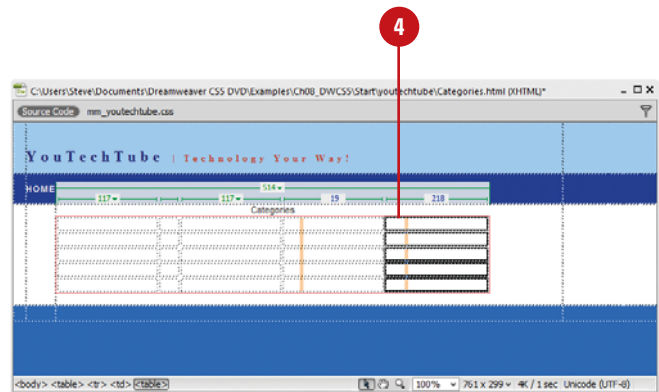 4
C:\Users\Steve\Documents\Dreamweaver CSS DVD\Examples\Ch08_DWCSS\Start\youtechtube\Categories.html (XHTML)*
Source Code mm_youtechtube.css
YouTechTube | Technology Your Way!
HOME
514
117 117 19 218
Categories
<body> <table> <tr> <td> <table> 100% 761 x 299 4K / 1 sec Unicode (UTF-8)